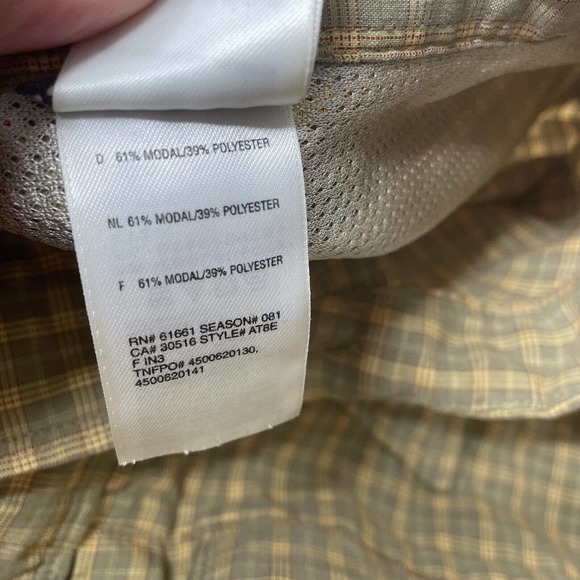 D 61% MODAL/39% POLYESTER
NL 61% MODAL/39% POLYESTER
F 61% MODAL/39% POLYESTER
RN# 61661 SEASON# 081
CA# 30516 STYLE# AT8E
F IN3
TNFPO# 4500620130,
4500620141